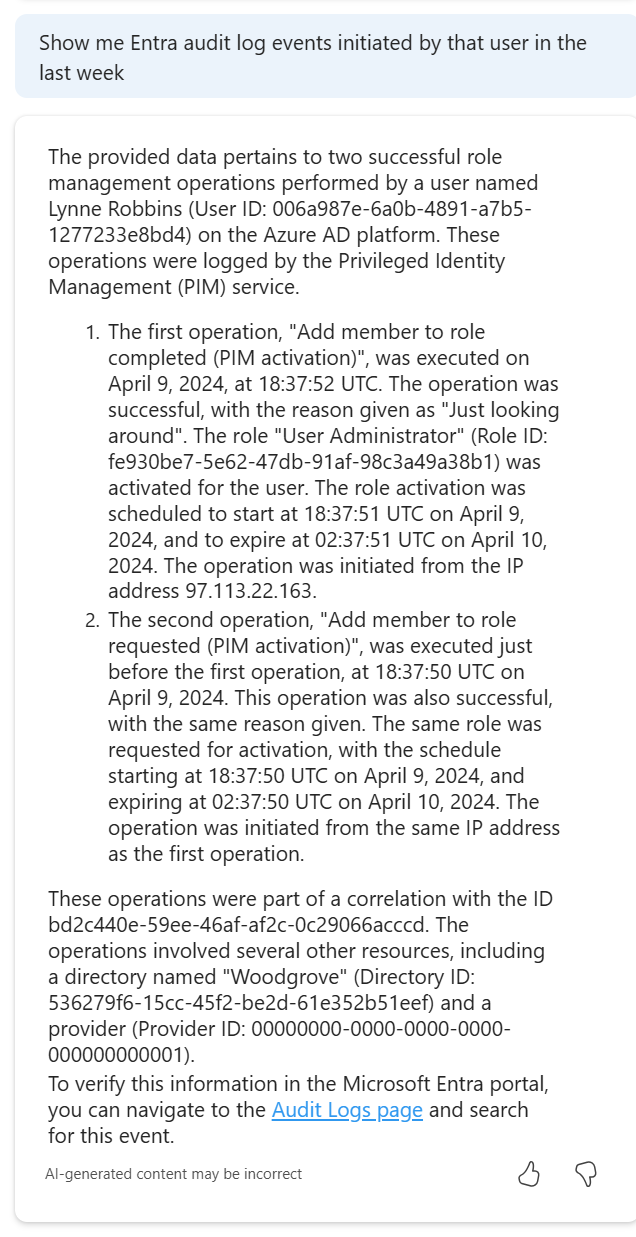 Show me Entra audit log events initiated by that user in the
last week
The provided data pertains to two successful role
management operations performed by a user named
Lynne Robbins (User ID: 006a987e-6a0b-4891-a7b5-
1277233e8bd4) on the Azure AD platform. These
operations were logged by the Privileged Identity
Management (PIM) service.
1. The first operation, "Add member to role
completed (PIM activation)", was executed on
April 9, 2024, at 18:37:52 UTC. The operation was
successful, with the reason given as "Just looking
around". The role "User Administrator" (Role ID:
fe930be7-5e62-47db-91af-98c3a49a38b1) was
activated for the user. The role activation was
scheduled to start at 18:37:51 UTC on April 9,
2024, and to expire at 02:37:51 UTC on April 10,
2024. The operation was initiated from the IP
address 97.113.22.163.
2. The second operation, "Add member to role
requested (PIM activation)", was executed just
before the first operation, at 18:37:50 UTC on
April 9, 2024. This operation was also successful,
with the same reason given. The same role was
requested for activation, with the schedule
starting at 18:37:50 UTC on April 9, 2024, and
expiring at 02:37:50 UTC on April 10, 2024. The
operation was initiated from the same IP address
as the first operation.
These operations were part of a correlation with the ID
bd2c440e-59ee-46af-af2c-0c29066acccd. The
operations involved several other resources, including
a directory named "Woodgrove" (Directory ID:
536279f6-15cc-45f2-be2d-61e352b51eef) and a
provider (Provider ID: 00000000-0000-0000-0000-
000000000001).
To verify this information in the Microsoft Entra portal,
you can navigate to the Audit Logs page and search
for this event.
AI-generated content may be incorrect